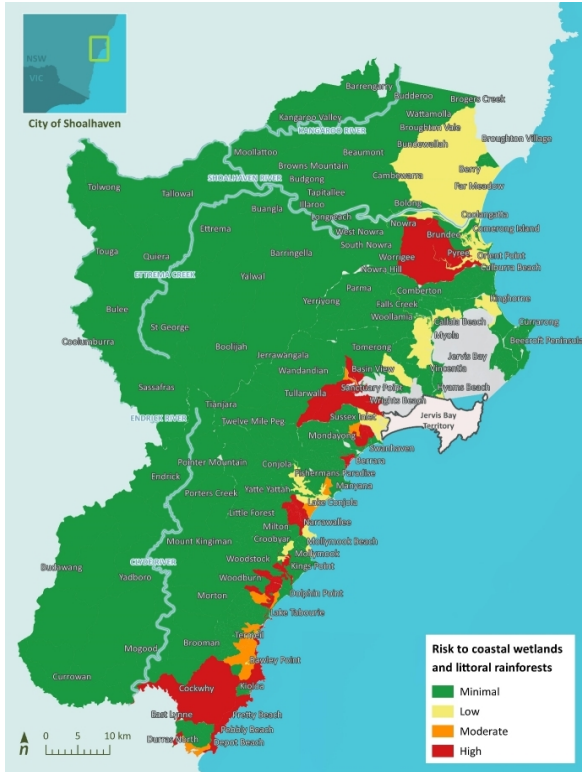 NSW
VIC
City of Shoalhaven
Barrengarry
Budderoo
Brogers Creek
Wattamolla
Kangaroo Valley
Broughton Vale
KANGAROO RIVER
Broughton Village
Bundewallah
Moollattoo
Beaumont
Browns Mountain
Berry
SHOALHAVEN RIVER
Budgong
Cambewarra
Far Meadow
Tolwong
Tallowal
Tapitallee
Illaroo
Bolong
Buangla
Longreach
Coolangatta
Ettrema
West Nowra
Nowra
Comerong Island
Brundee
South Nowra
Touga
Quiera
Barringella
Worrigee
Pyree
Orient Point
Culburra Beach
Nowra Hill
ETTREMA CREEK
Yalwal
Parma
Comberton
Yerriyong
Falls Creek
Kinghorne
Bulee
Woollamia
St George
Callala Beach
Currarong
Coolumburra
Myola
Boolijah
Tomerong
Beecroft Peninsula
Jerrawangala
Jervis Bay
Wandandian
Basin View
Vincentia
Sassafras
Sanctuary Point
Hyams Beach
Tullarwalla
Wrights Beach
Tianjara
Jervis Bay
Territory
ENDRICK RIVER
Twelve Mile Peg
Sussex Inlet
Mondayong
Swanhaven
Pointer Mountain
Conjola
Berrara
Endrick
Fishermans Paradise
Porters Creek
Yatte Yattah
Manyana
Lake Conjola
Little Forest
Milton
Narrawallee
Mount Kingiman
Croobyar
Mollymook Beach
Budawang
CLYDE RIVER
Woodstock
Mollymook
Kings Point
Yadboro
Woodburn
Dolphin Point
Morton
Lake Tabourie
Brooman
Termeil
Mogood
Bawley Point
Currowan
Cockwhy
Kioloa
East Lynne
Pretty Beach
Pebbly Beach
Durras North
Depot Beach
n
0 5 10 km
Risk to coastal wetlands
and littoral rainforests
Minimal
Low
Moderate
High